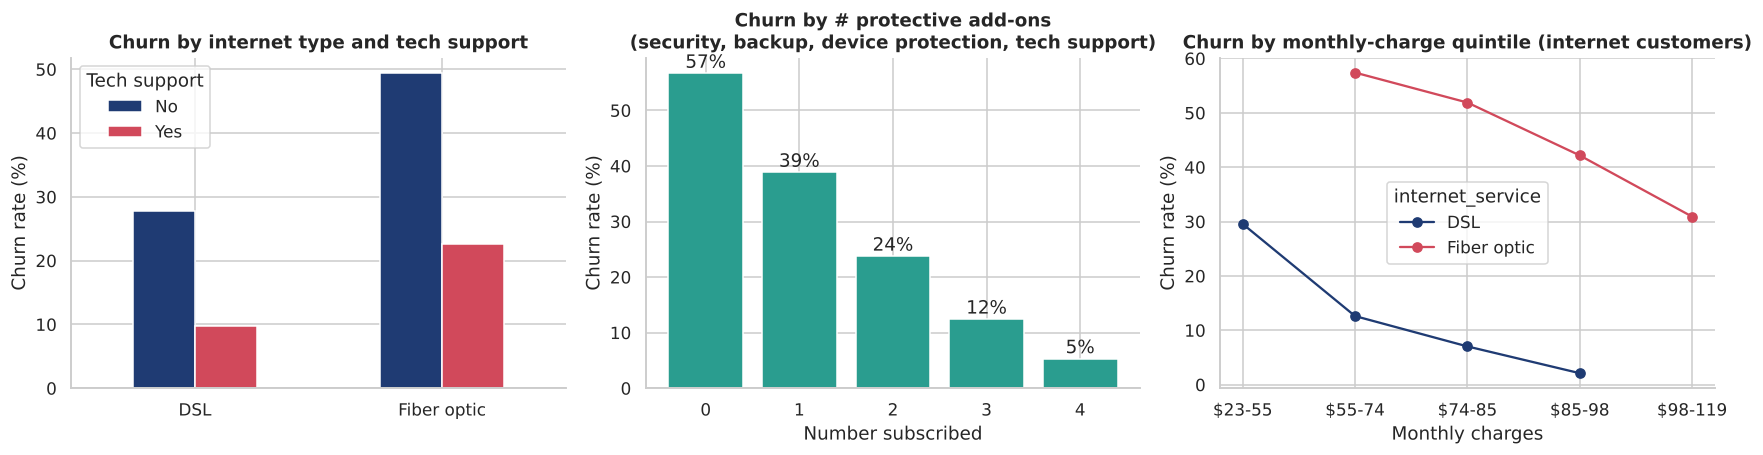 Churn by internet type and tech support
Churn rate (%)
50
40
30
20
10
0
Tech support
No
Yes
DSL
Fiber optic
Churn by # protective add-ons
(security, backup, device protection, tech support)
Churn rate (%)
50
40
30
20
10
0
57%
39%
24%
12%
5%
0
1
2
3
4
Number subscribed
Churn by monthly-charge quintile (internet customers)
Churn rate (%)
60
50
40
30
20
10
0
internet_service
DSL
Fiber optic
$23-55
$55-74
$74-85
$85-98
$98-119
Monthly charges